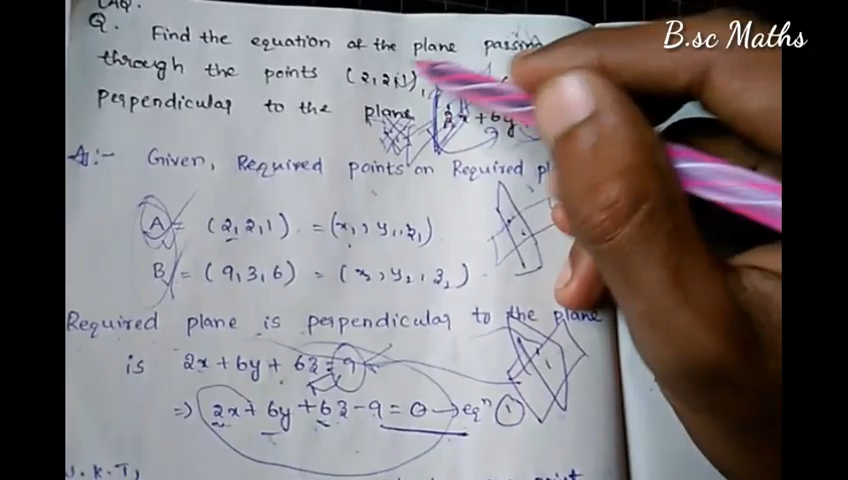 LAQ.
B.sc Maths
Q. Find the equation of the plane passing
through the points (2,2,1),
perpendicular to the plane 2x+6y
A:- Given, Required points on Required pl
A = (2,2,1) = (x₁, y₁, z₁)
B = (9,3,6) = (x₂, y₂, z₂)
Required plane is perpendicular to the plane
is 2x+6y+6z=9
=> 2x+6y+6z-9=0 → eqⁿ ①
W.K.T,